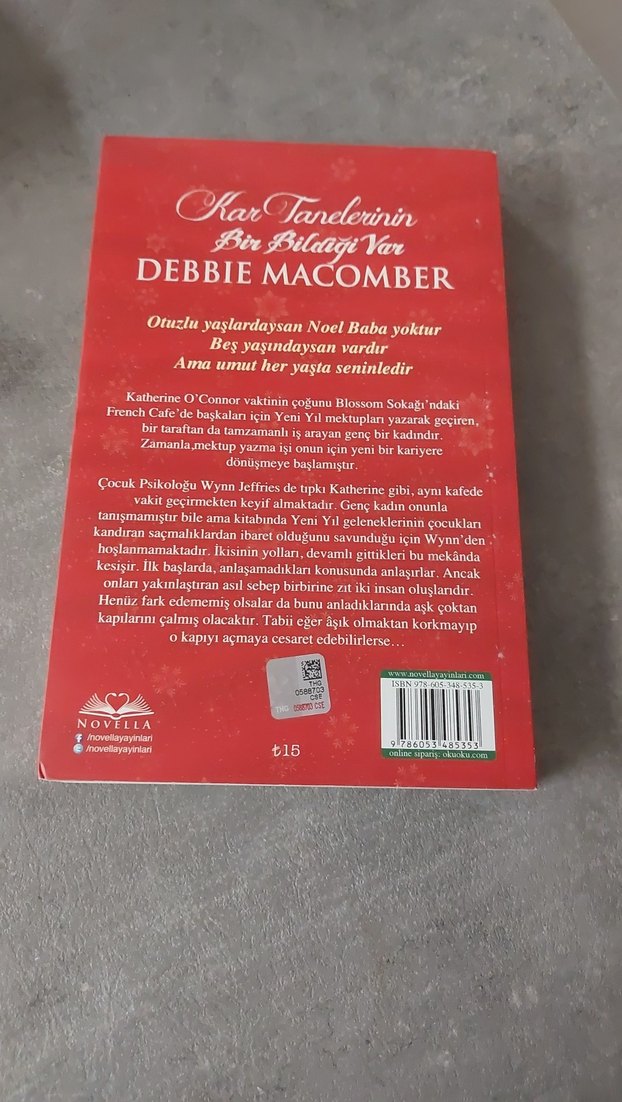 Kar Tanelerinin
Bir Bildiği Var
DEBBIE MACOMBER
Otuzlu yaşlardaysan Noel Baba yoktur
Beş yaşındaysan vardır
Ama umut her yaşta seninledir
Katherine O'Connor vaktinin çoğunu Blossom Sokağı'ndaki
French Cafe'de başkaları için Yeni Yıl mektupları yazarak geçiren,
bir taraftan da tamzamanlı iş arayan genç bir kadındır.
Zamanla,mektup yazma işi onun için yeni bir kariyere
dönüşmeye başlamıştır.
Çocuk Psikoloğu Wynn Jeffries de tıpkı Katherine gibi, aynı kafede
vakit geçirmekten keyif almaktadır. Genç kadın onunla
tanışmamıştır bile ama kitabında Yeni Yıl geleneklerinin çocukları
kandıran saçmalıklardan ibaret olduğunu savunduğu için Wynn'den
hoşlanmamaktadır. İkisinin yolları, devamlı gittikleri bu mekânda
kesişir. İlk başlarda, anlaşamadıkları konusunda anlaşırlar. Ancak
onları yakınlaştıran asıl sebep birbirine zıt iki insan oluşlarıdır.
Henüz fark edememiş olsalar da bunu anladıklarında aşk çoktan
kapılarını çalmış olacaktır. Tabii eğer âşık olmaktan korkmayıp
o kapıyı açmaya cesaret edebilirlerse...
NOVELLA
/novellayayinlari
/novellayayinlari
THG
0588703
CSE
THG 0588703 CSE
₺15
www.novellayayinlari.com
ISBN 978-605-348-535-3
9 786053 485353
online sipariş: okuoku.com